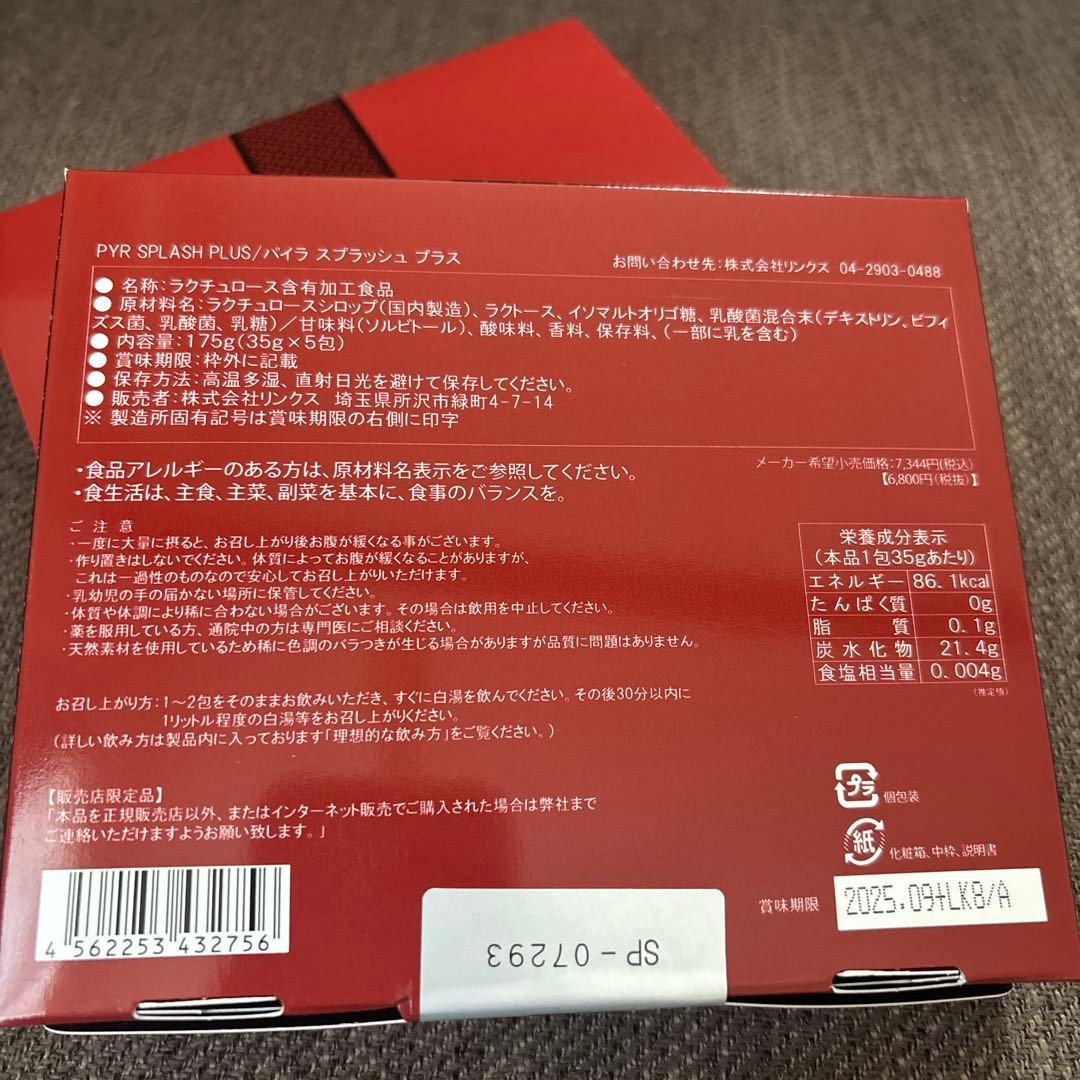 PYR SPLASH PLUS/パイラ スプラッシュ プラス
お問い合わせ先：株式会社リンクス 04-2903-0488
● 名称：ラクチュロース含有加工食品
● 原材料名：ラクチュロースシロップ（国内製造）、ラクトース、イソマルトオリゴ糖、乳酸菌混合末（デキストリン、ビフィ
ズス菌、乳酸菌、乳糖）／甘味料（ソルビトール）、酸味料、香料、保存料、（一部に乳を含む）
● 内容量：175g（35g×5包）
● 賞味期限：枠外に記載
● 保存方法：高温多湿、直射日光を避けて保存してください。
● 販売者：株式会社リンクス 埼玉県所沢市緑町4-7-14
※ 製造所固有記号は賞味期限の右側に印字
・食品アレルギーのある方は、原材料名表示をご参照してください。
・食生活は、主食、主菜、副菜を基本に、食事のバランスを。
メーカー希望小売価格：7,344円（税込）
【6,800円（税抜）】
ご 注 意
・一度に大量に摂ると、お召し上がり後お腹が緩くなる事がございます。
・作り置きはしないでください。体質によってお腹が緩くなることがありますが、
これは一過性のものなので安心してお召し上がりいただけます。
・乳幼児の手の届かない場所に保管してください。
・体質や体調により稀に合わない場合がございます。その場合は飲用を中止してください。
・薬を服用している方、通院中の方は専門医にご相談ください。
・天然素材を使用しているため稀に色調のバラつきが生じる場合がありますが品質に問題はありません。
栄養成分表示
（本品1包35gあたり）
エネルギー 86.1kcal
たんぱく質 0g
脂質 0.1g
炭水化物 21.4g
食塩相当量 0.004g
（推定値）
お召し上がり方：1～2包をそのままお飲みいただき、すぐに白湯を飲んでください。その後30分以内に
1リットル程度の白湯等をお召し上がりください。
（詳しい飲み方は製品内に入っております「理想的な飲み方」をご覧ください。）
【販売店限定品】
「本品を正規販売店以外、またはインターネット販売でご購入された場合は弊社まで
ご連絡いただけますようお願い致します。」
プラ 個包装
紙 化粧箱、中枠、説明書
賞味期限 2025.09+LK8/A
4 562253 432756
SP-07293